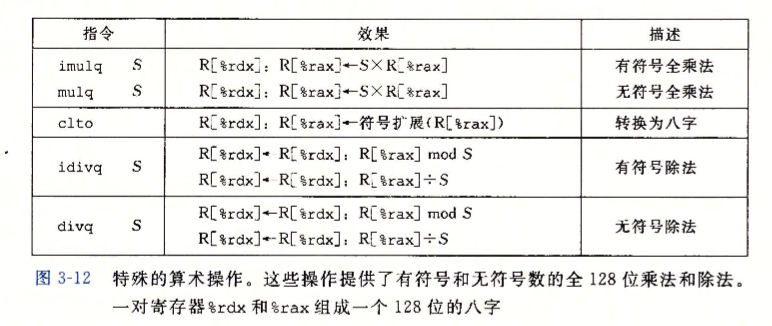 指令 效果 描述
imulq S R[%rdx]: R[%rax]←S×R[%rax] 有符号全乘法
mulq S R[%rdx]: R[%rax]←S×R[%rax] 无符号全乘法
clto R[%rdx]: R[%rax]←符号扩展(R[%rax]) 转换为八字
R[%rdx]← R[%rdx]: R[%rax] mod S
idivq S 有符号除法
R[%rdx]← R[%rdx]: R[%rax]÷S
R[%rdx]←R[%rdx]: R[%rax] mod S
divq S 无符号除法
R[%rdx]←R[%rdx]: R[%rax]÷S
图 3-12 特殊的算术操作。这些操作提供了有符号和无符号数的全 128 位乘法和除法。
一对寄存器%rdx 和%rax 组成一个 128 位的八字